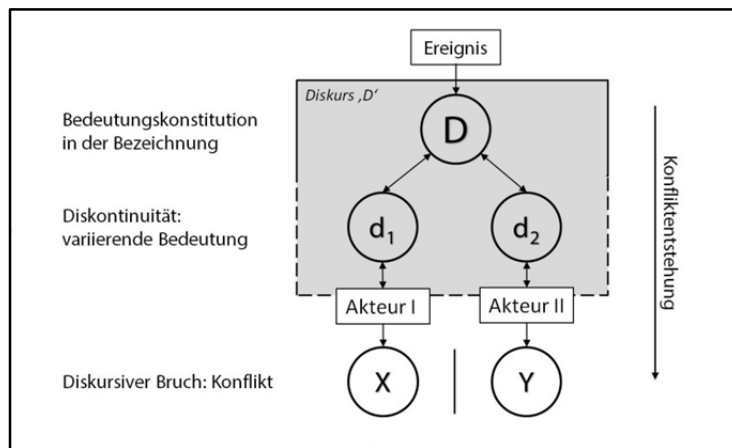 Ereignis
Diskurs ‚D‘
Bedeutungskonstitution
in der Bezeichnung
D
Diskontinuität:
variierende Bedeutung
d1
d2
Konfliktentstehung
Akteur I
Akteur II
Diskursiver Bruch: Konflikt
X
Y